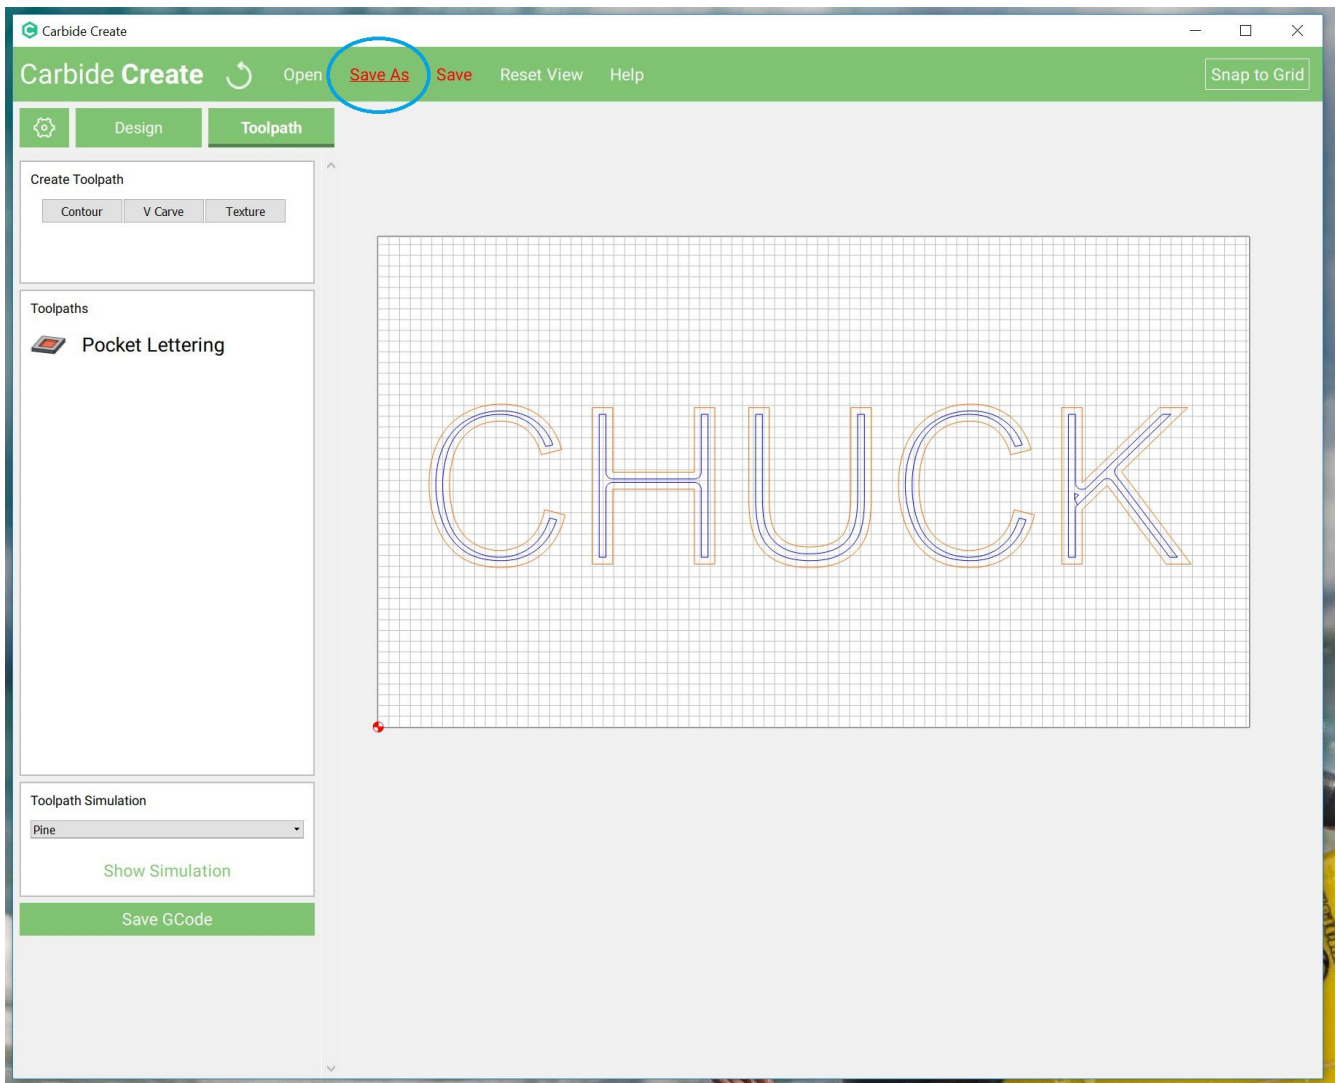 Carbide Create
Carbide Create Open Save As Save Reset View Help Snap to Grid
Design Toolpath
Create Toolpath
Contour V Carve Texture
Toolpaths
Pocket Lettering
CHUCK
Toolpath Simulation
Pine
Show Simulation
Save GCode